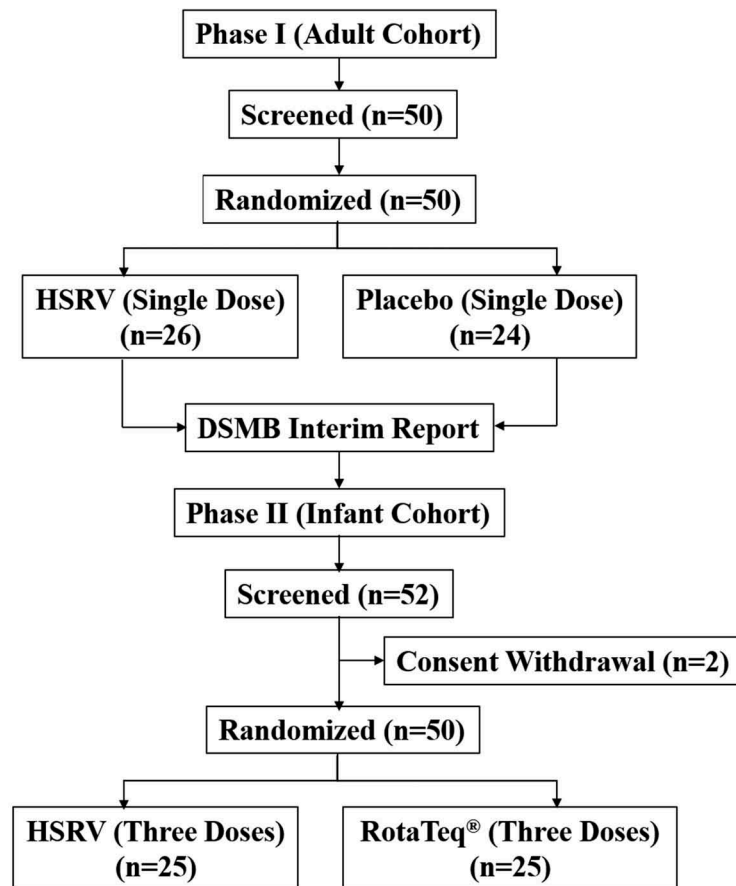 Phase I (Adult Cohort)
Screened (n=50)
Randomized (n=50)
HSRV (Single Dose)
(n=26)
Placebo (Single Dose)
(n=24)
DSMB Interim Report
Phase II (Infant Cohort)
Screened (n=52)
Consent Withdrawal (n=2)
Randomized (n=50)
HSRV (Three Doses)
(n=25)
RotaTeq® (Three Doses)
(n=25)